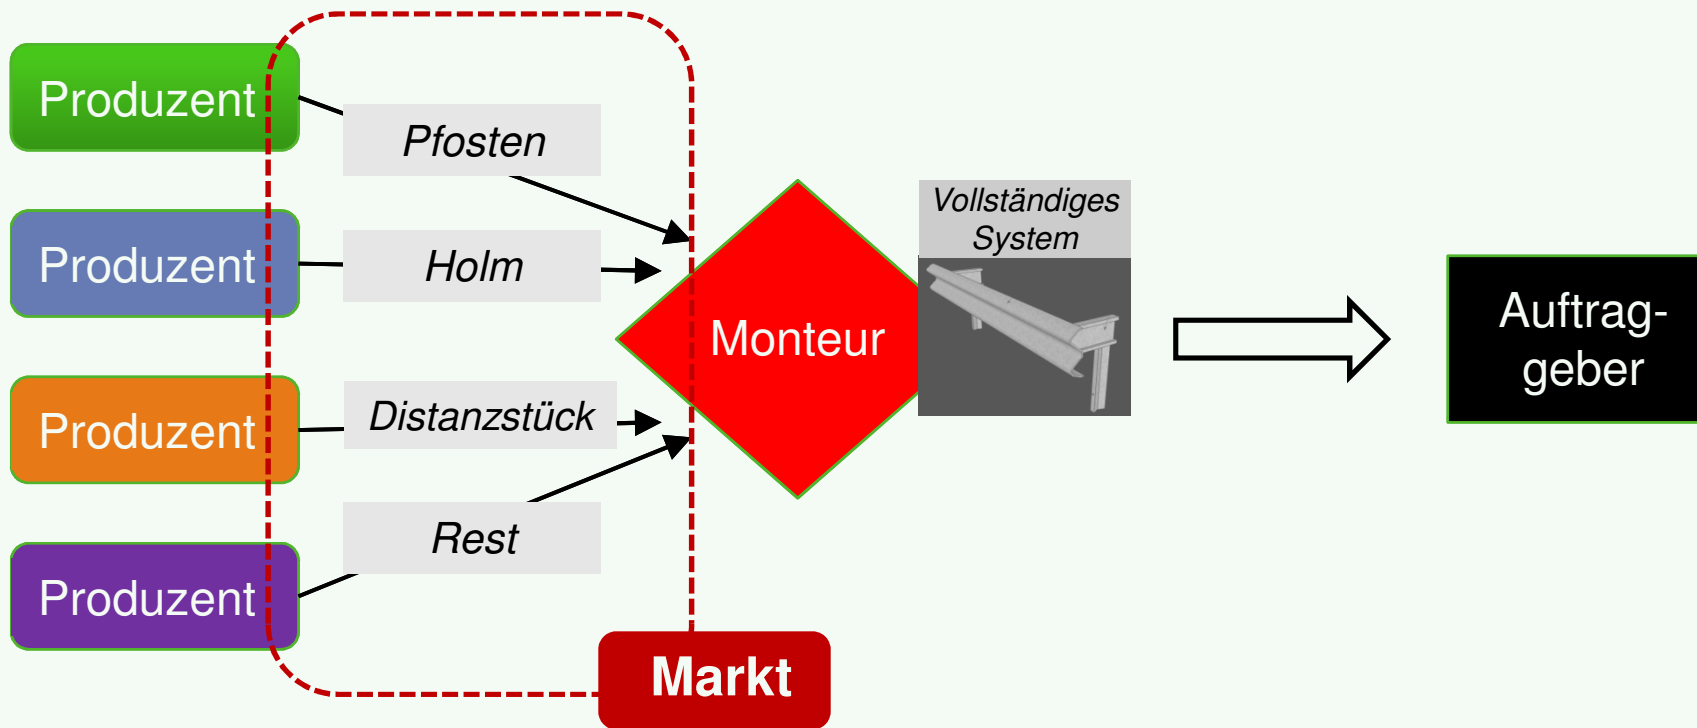 Produzent
Pfosten
Produzent
Holm
Produzent
Distanzstück
Produzent
Rest
Monteur
Vollständiges
System
Auftrag-
geber
Markt